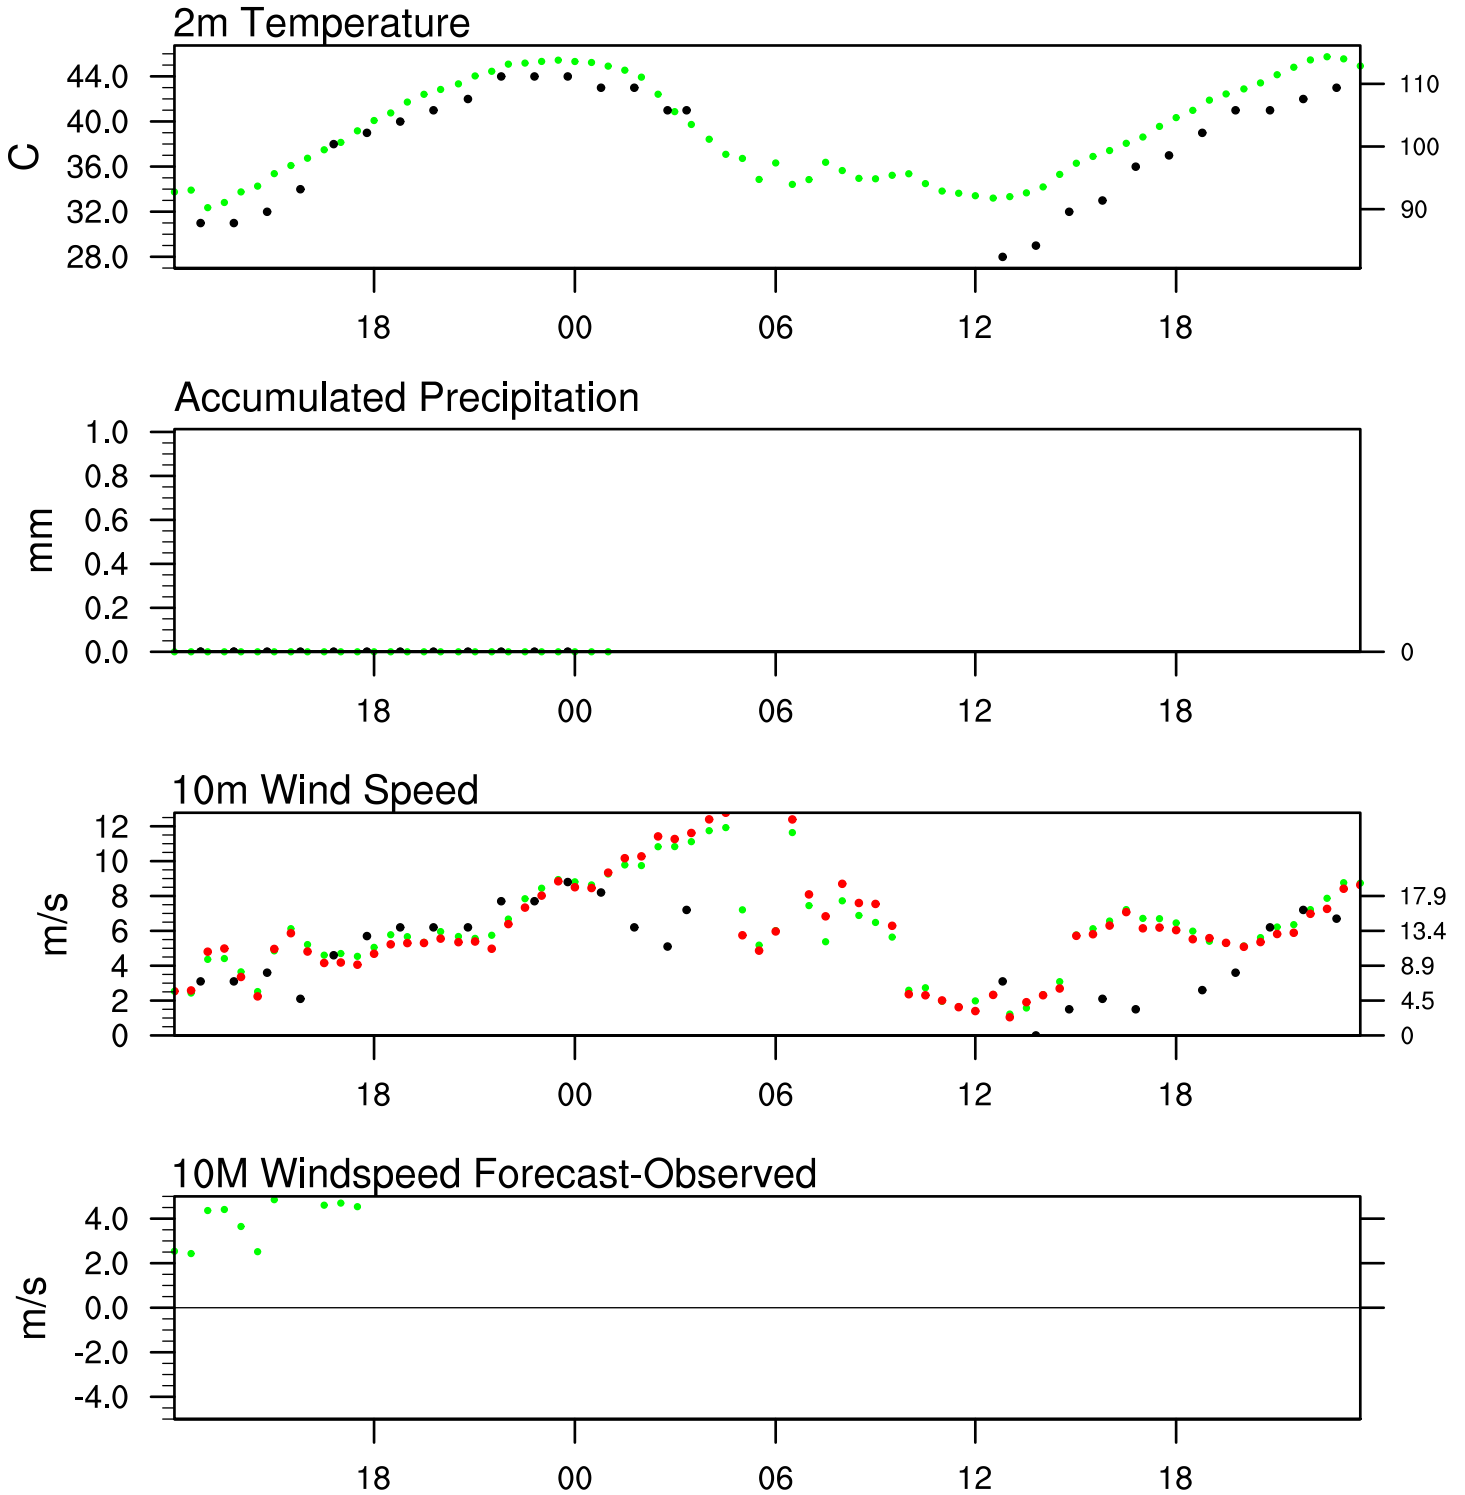 2m Temperature
44.0
110
40.0
100
C
36.0
32.0
90
28.0
18 00 06 12 18
Accumulated Precipitation
1.0
0.8
0.6
mm
0.4
0.2
0.0 0
18 00 06 12 18
10m Wind Speed
12
10
8 17.9
m/s
6 13.4
4 8.9
2 4.5
0 0
18 00 06 12 18
10M Windspeed Forecast-Observed
4.0
2.0
m/s
0.0
-2.0
-4.0
18 00 06 12 18